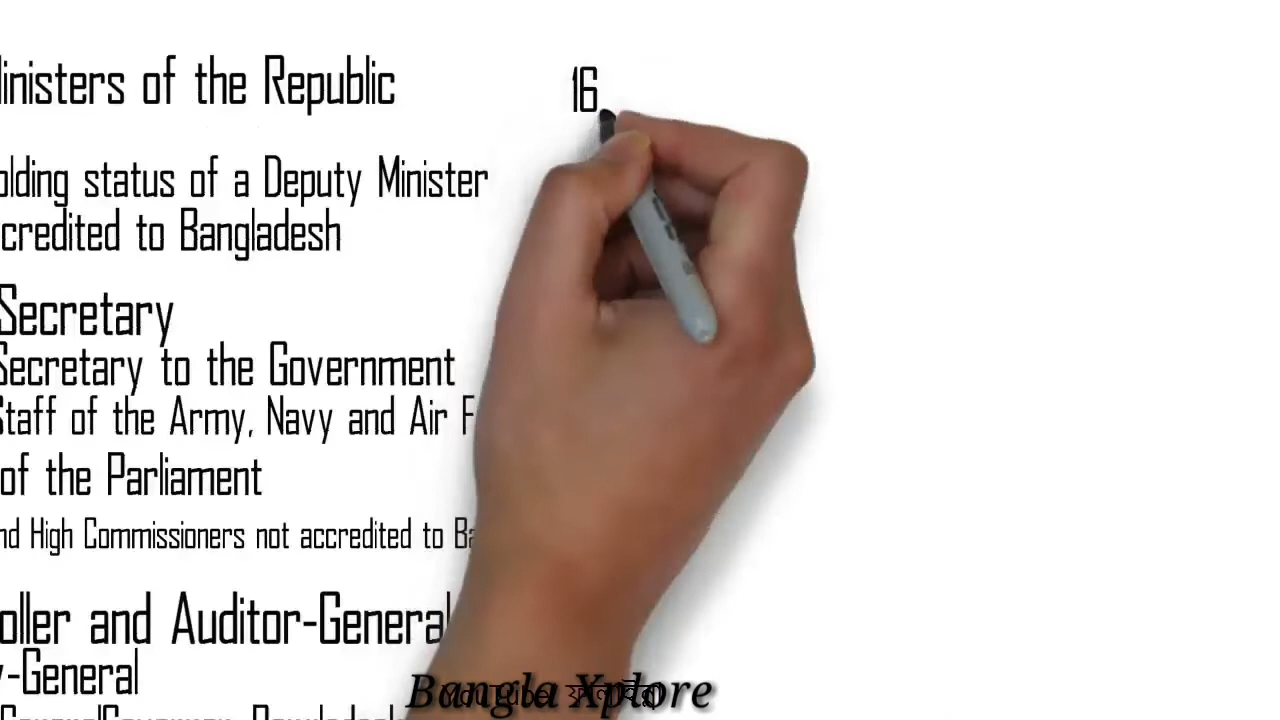 inisters of the Republic
16.
olding status of a Deputy Minister
credited to Bangladesh
Secretary
Secretary to the Government
Staff of the Army, Navy and Air F
of the Parliament
nd High Commissioners not accredited to Ba
oller and Auditor-General
y-General
Bangla Xplore
YouTube